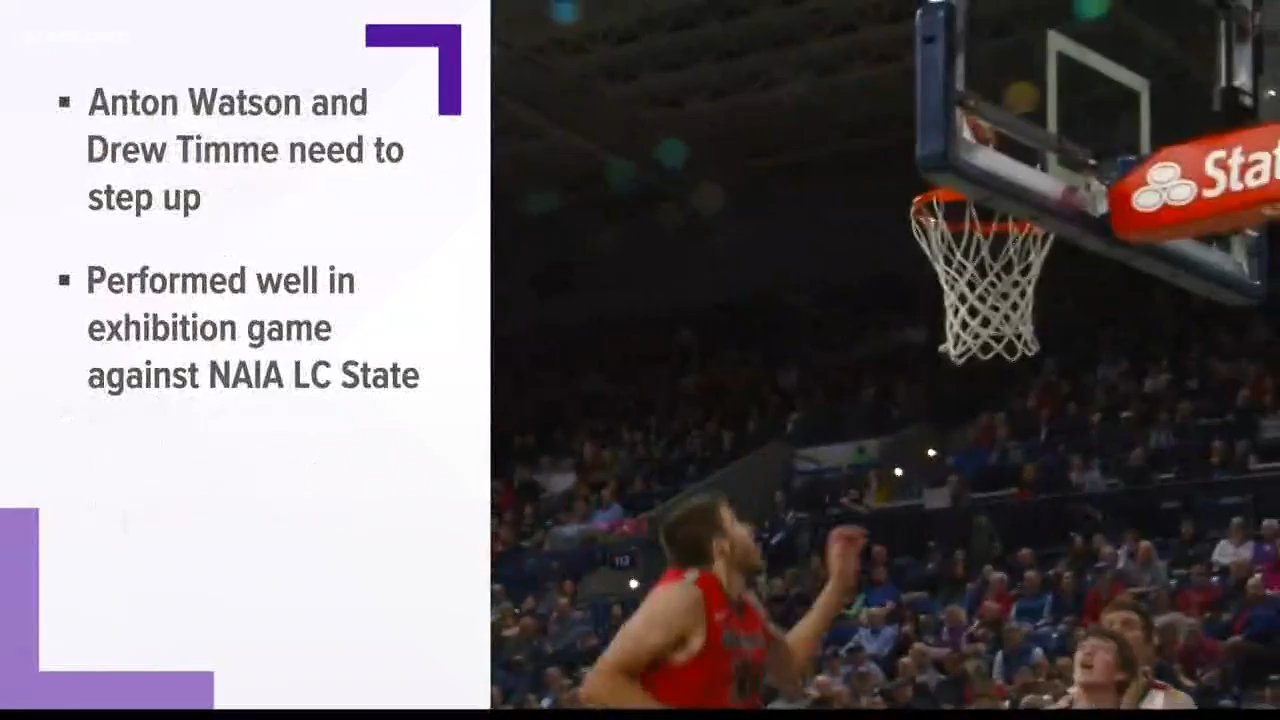 ▪ Anton Watson and
Drew Timme need to
step up
▪ Performed well in
exhibition game
against NAIA LC State
Stat